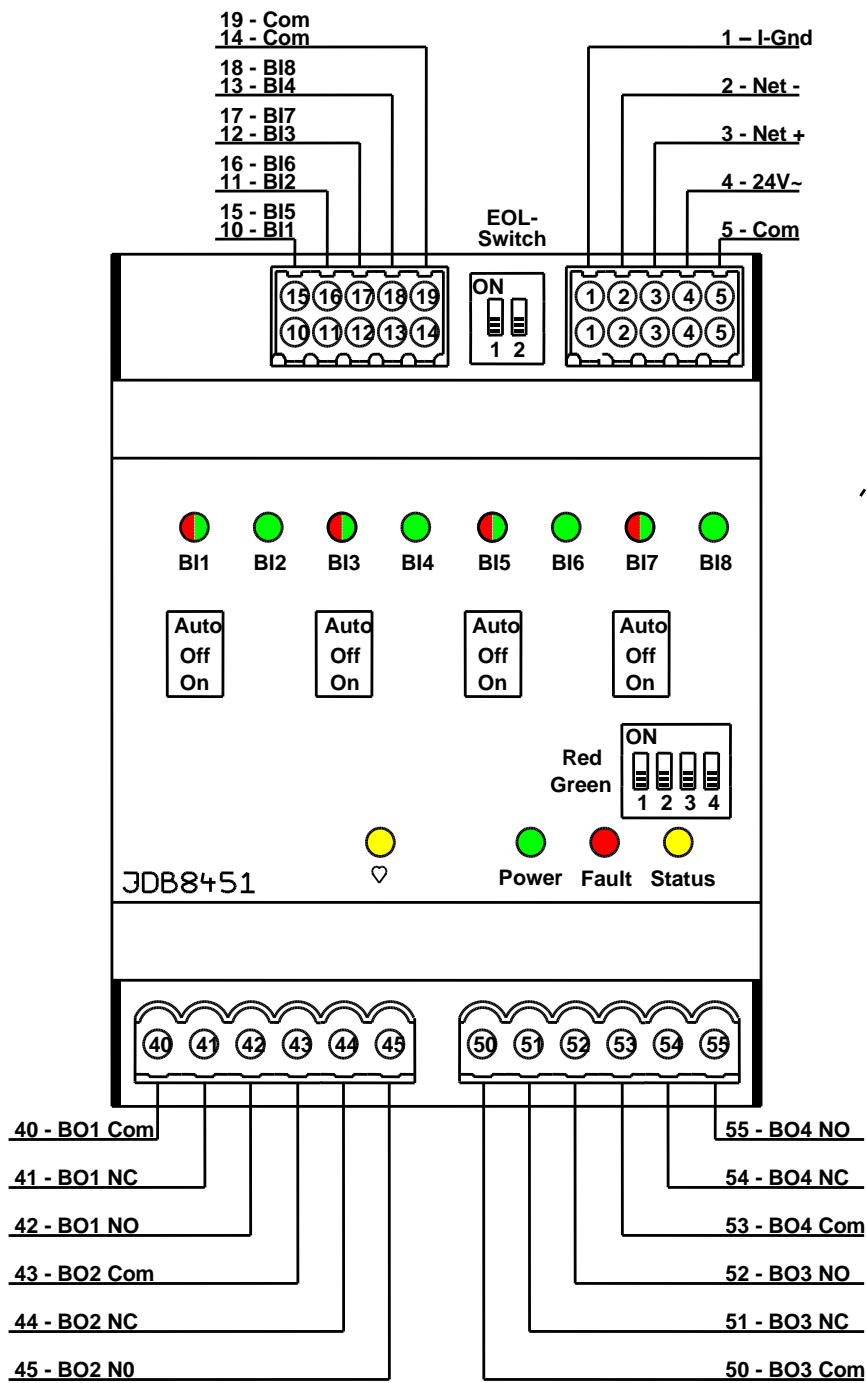 19 - Com
14 - Com
18 - BI8
13 - BI4
17 - BI7
12 - BI3
16 - BI6
11 - BI2
15 - BI5
10 - BI1
1 – I-Gnd
2 - Net -
3 - Net +
4 - 24V~
5 - Com
EOL-
Switch
15 16 17 18 19
10 11 12 13 14
ON
1 2
1 2 3 4 5
1 2 3 4 5
BI1 BI2 BI3 BI4 BI5 BI6 BI7 BI8
Auto Auto Auto Auto
Off Off Off Off
On On On On
Red
Green
ON
1 2 3 4
♡ Power Fault Status
JDB8451
40 41 42 43 44 45 50 51 52 53 54 55
40 - BO1 Com
41 - BO1 NC
42 - BO1 NO
43 - BO2 Com
44 - BO2 NC
45 - BO2 N0
55 - BO4 NO
54 - BO4 NC
53 - BO4 Com
52 - BO3 NO
51 - BO3 NC
50 - BO3 Com